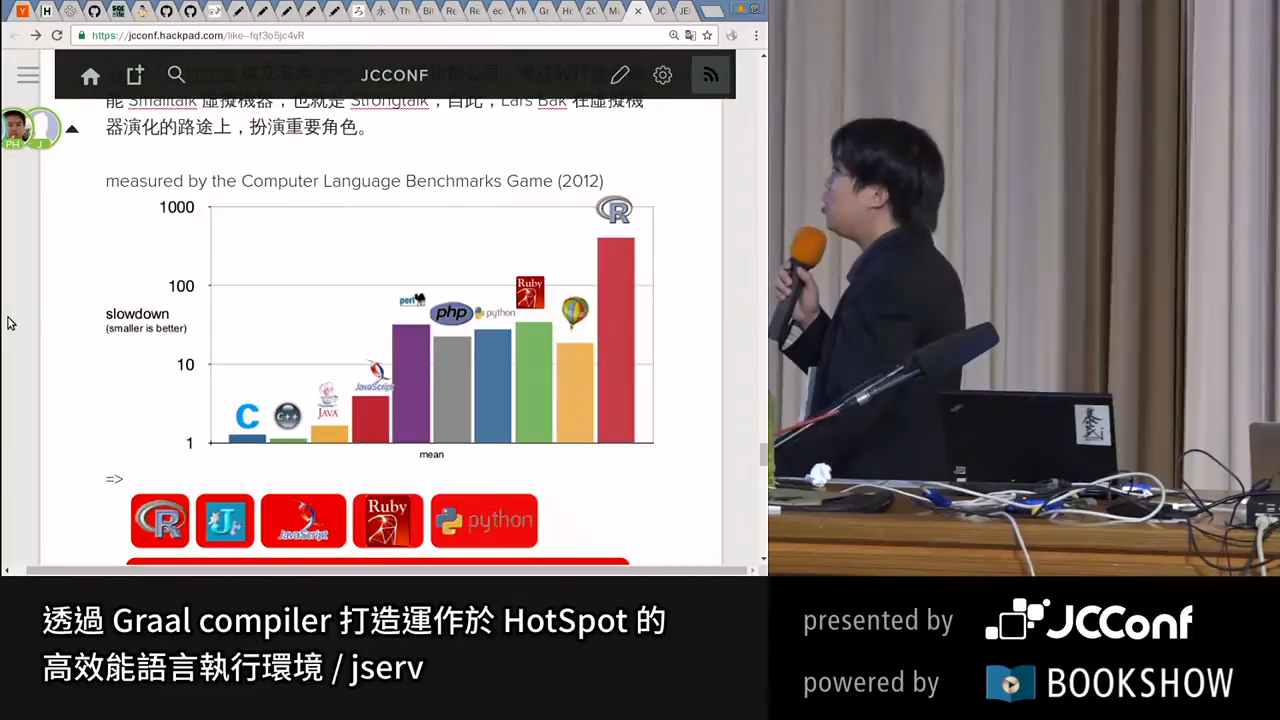 https://jcconf.hackpad.com/like--fqf3o5jc4vR
JCCONF
能 Smalltalk 虛擬機器，也就是 Strongtalk，自此，Lars Bak 在虛擬機
器演化的路途上，扮演重要角色。
PH
J
measured by the Computer Language Benchmarks Game (2012)
1000
100
10
1
slowdown
(smaller is better)
C
C++
JAVA
JavaScript
perl
php
python
Ruby
R
mean
=>
R
J
JavaScript
Ruby
python
透過 Graal compiler 打造運作於 HotSpot 的
高效能語言執行環境 / jserv
presented by JCConf
powered by BOOKSHOW